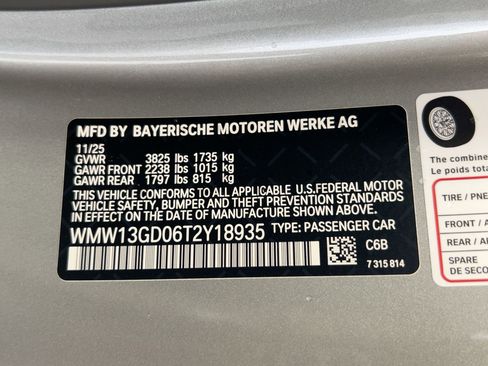 MFD BY BAYERISCHE MOTOREN WERKE AG
11/25
GVWR 3825 lbs 1735 kg
GAWR FRONT 2238 lbs 1015 kg
GAWR REAR 1797 lbs 815 kg
THIS VEHICLE CONFORMS TO ALL APPLICABLE U.S.FEDERAL MOTOR
VEHICLE SAFETY, BUMPER AND THEFT PREVENTION STANDARDS
IN EFFECT ON THE DATE OF MANUFACTURE SHOWN ABOVE.
WMW13GD06T2Y18935 TYPE: PASSENGER CAR
C6B
7 315 814
The combine
Le poids total
TIRE / PNE
FRONT / A
REAR / AR
SPARE
DE SECO